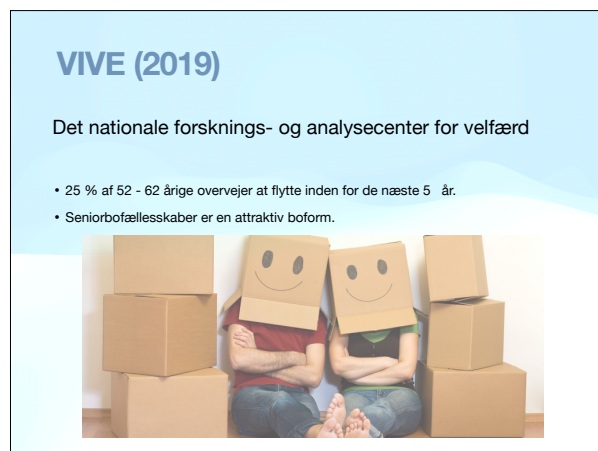 VIVE (2019)
Det nationale forsknings- og analysecenter for velfærd
• 25 % af 52 - 62 årige overvejer at flytte inden for de næste 5 år.
• Seniorbofællesskaber er en attraktiv boform.